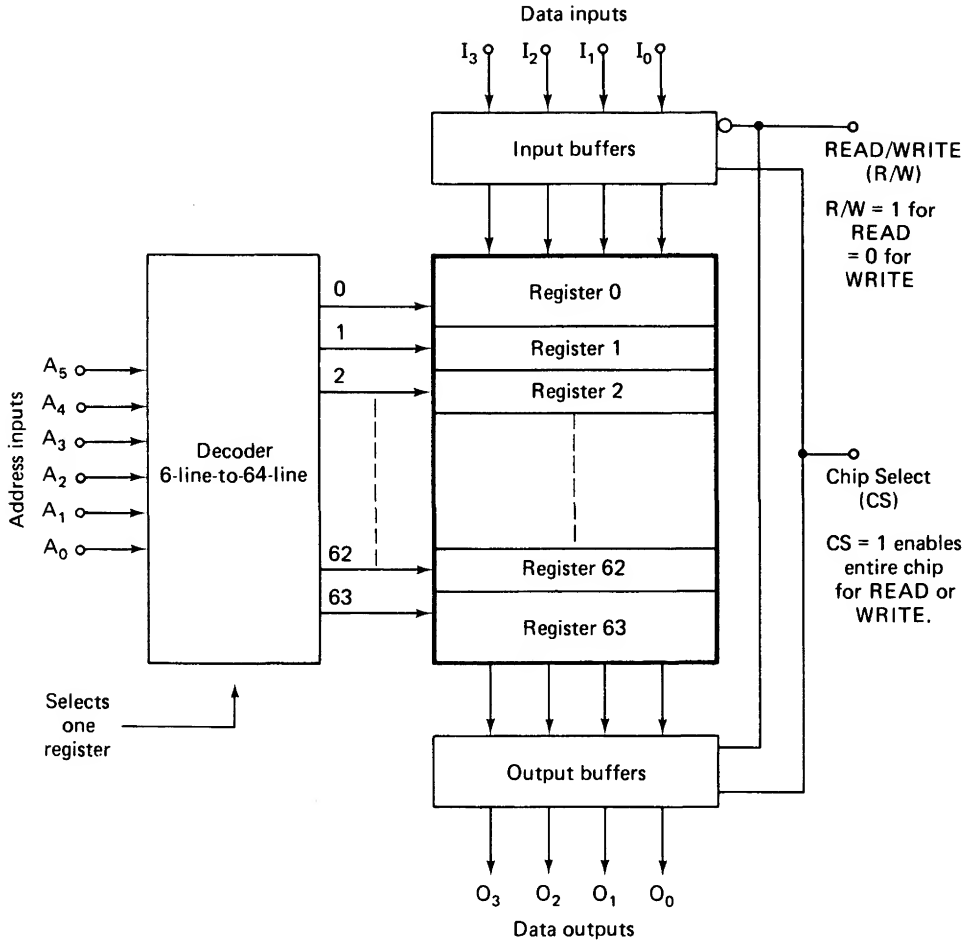 Data inputs
I₃ I₂ I₁ I₀
Input buffers
READ/WRITE
(R/W)
R/W = 1 for
READ
= 0 for
WRITE
Address inputs
A₅
A₄
A₃
A₂
A₁
A₀
Decoder
6-line-to-64-line
Selects
one
register
0
1
2
62
63
Register 0
Register 1
Register 2
Register 62
Register 63
Chip Select
(CS)
CS = 1 enables
entire chip
for READ or
WRITE.
Output buffers
O₃ O₂ O₁ O₀
Data outputs